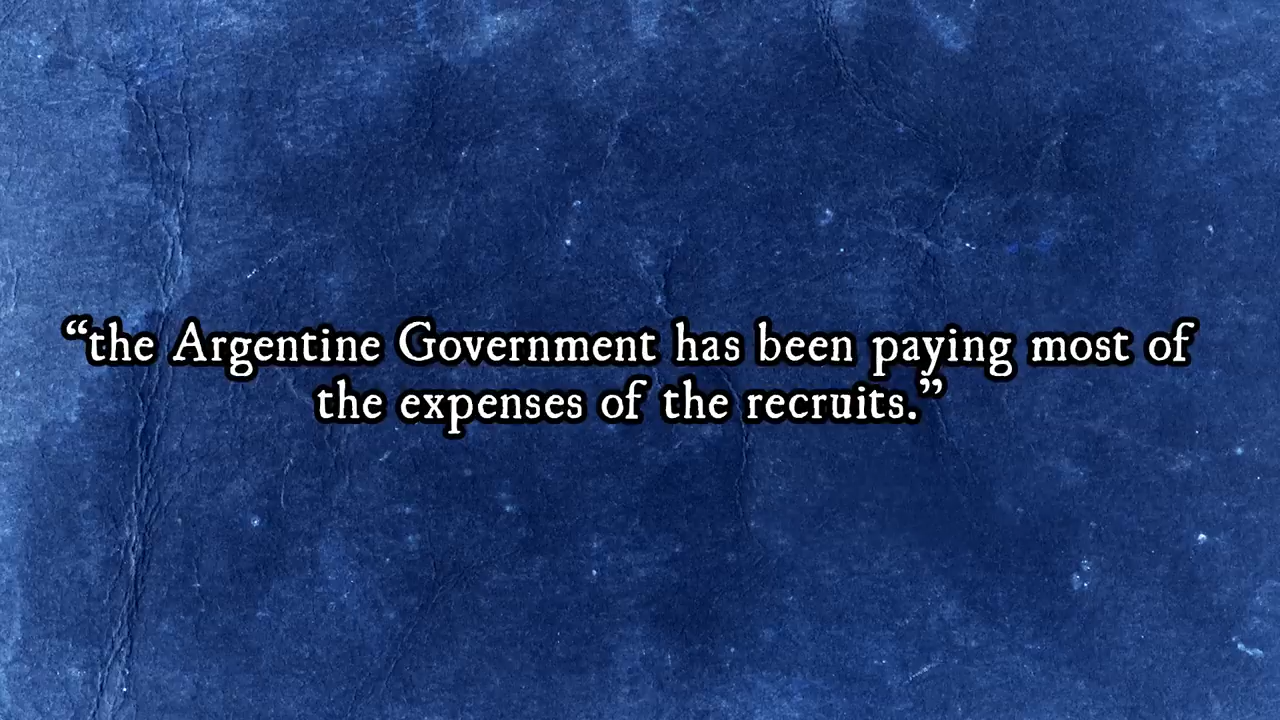 “the Argentine Government has been paying most of
the expenses of the recruits.”